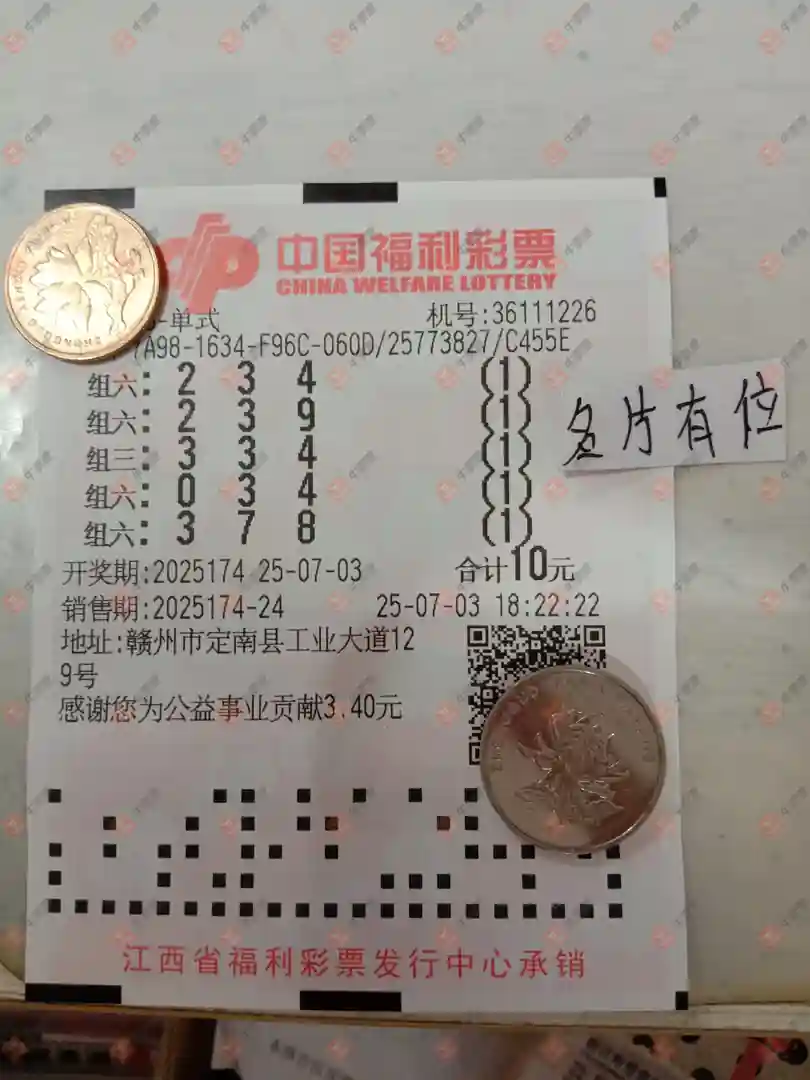 中国福利彩票
CHINA WELFARE LOTTERY
-单式 机号:36111226
7A98-1634-F96C-060D/25773827/C455E
组六: 2 3 4 (1)
组六: 2 3 9 (1)
组三: 3 3 4 (1)
组六: 0 3 4 (1)
组六: 3 7 8 (1)
名片有位
开奖期:2025174 25-07-03 合计10元
销售期:2025174-24 25-07-03 18:22:22
地址:赣州市定南县工业大道12
9号
感谢您为公益事业贡献3.40元
江西省福利彩票发行中心承销